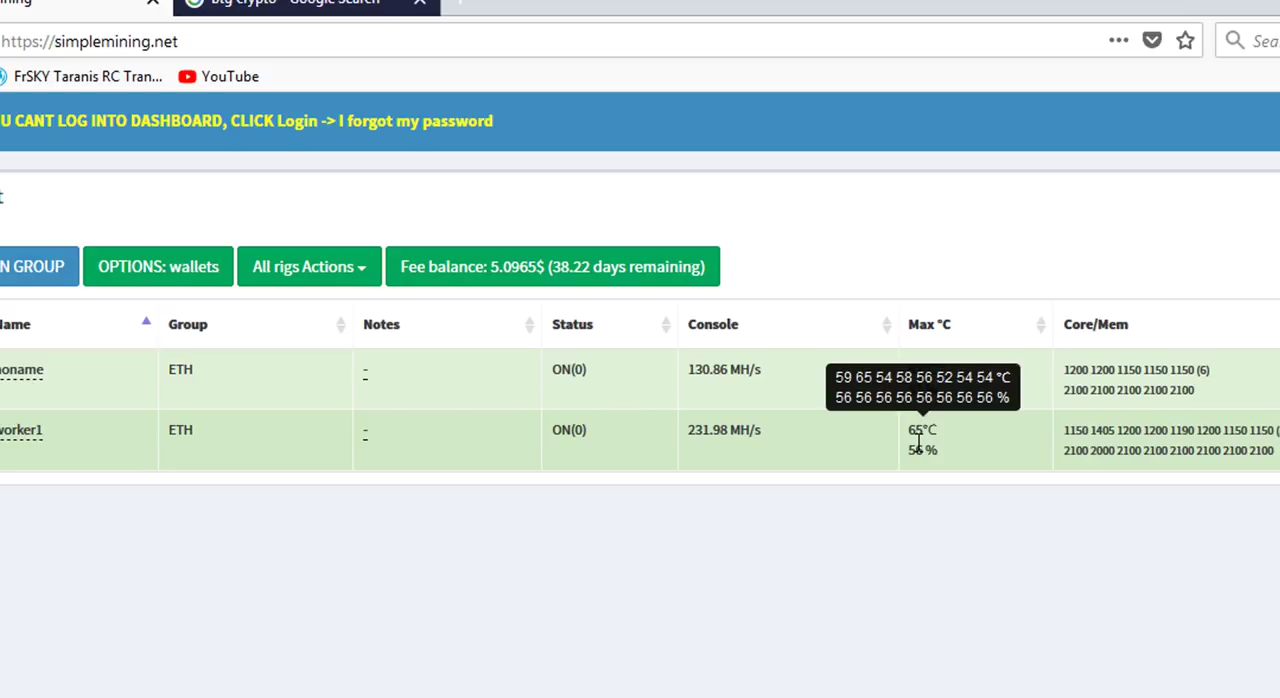 ning
btg crypto - Google Search
https://simplemining.net
Sea
FrSKY Taranis RC Tran...
YouTube
U CANT LOG INTO DASHBOARD, CLICK Login -> I forgot my password
t
N GROUP
OPTIONS: wallets
All rigs Actions
Fee balance: 5.0965$ (38.22 days remaining)
Name Group Notes Status Console Max °C Core/Mem
noname ETH - ON(0) 130.86 MH/s 1200 1200 1150 1150 1150 (6)
2100 2100 2100 2100 2100
59 65 54 58 56 52 54 54 °C
56 56 56 56 56 56 56 56 %
worker1 ETH - ON(0) 231.98 MH/s 65°C 1150 1405 1200 1200 1190 1200 1150 1150 (
56 % 2100 2000 2100 2100 2100 2100 2100 2100